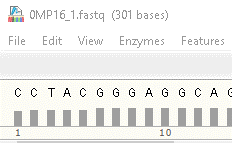 0MP16_1.fastq (301 bases)
File Edit View Enzymes Features
C C T A C G G G A G G C A G
1 10